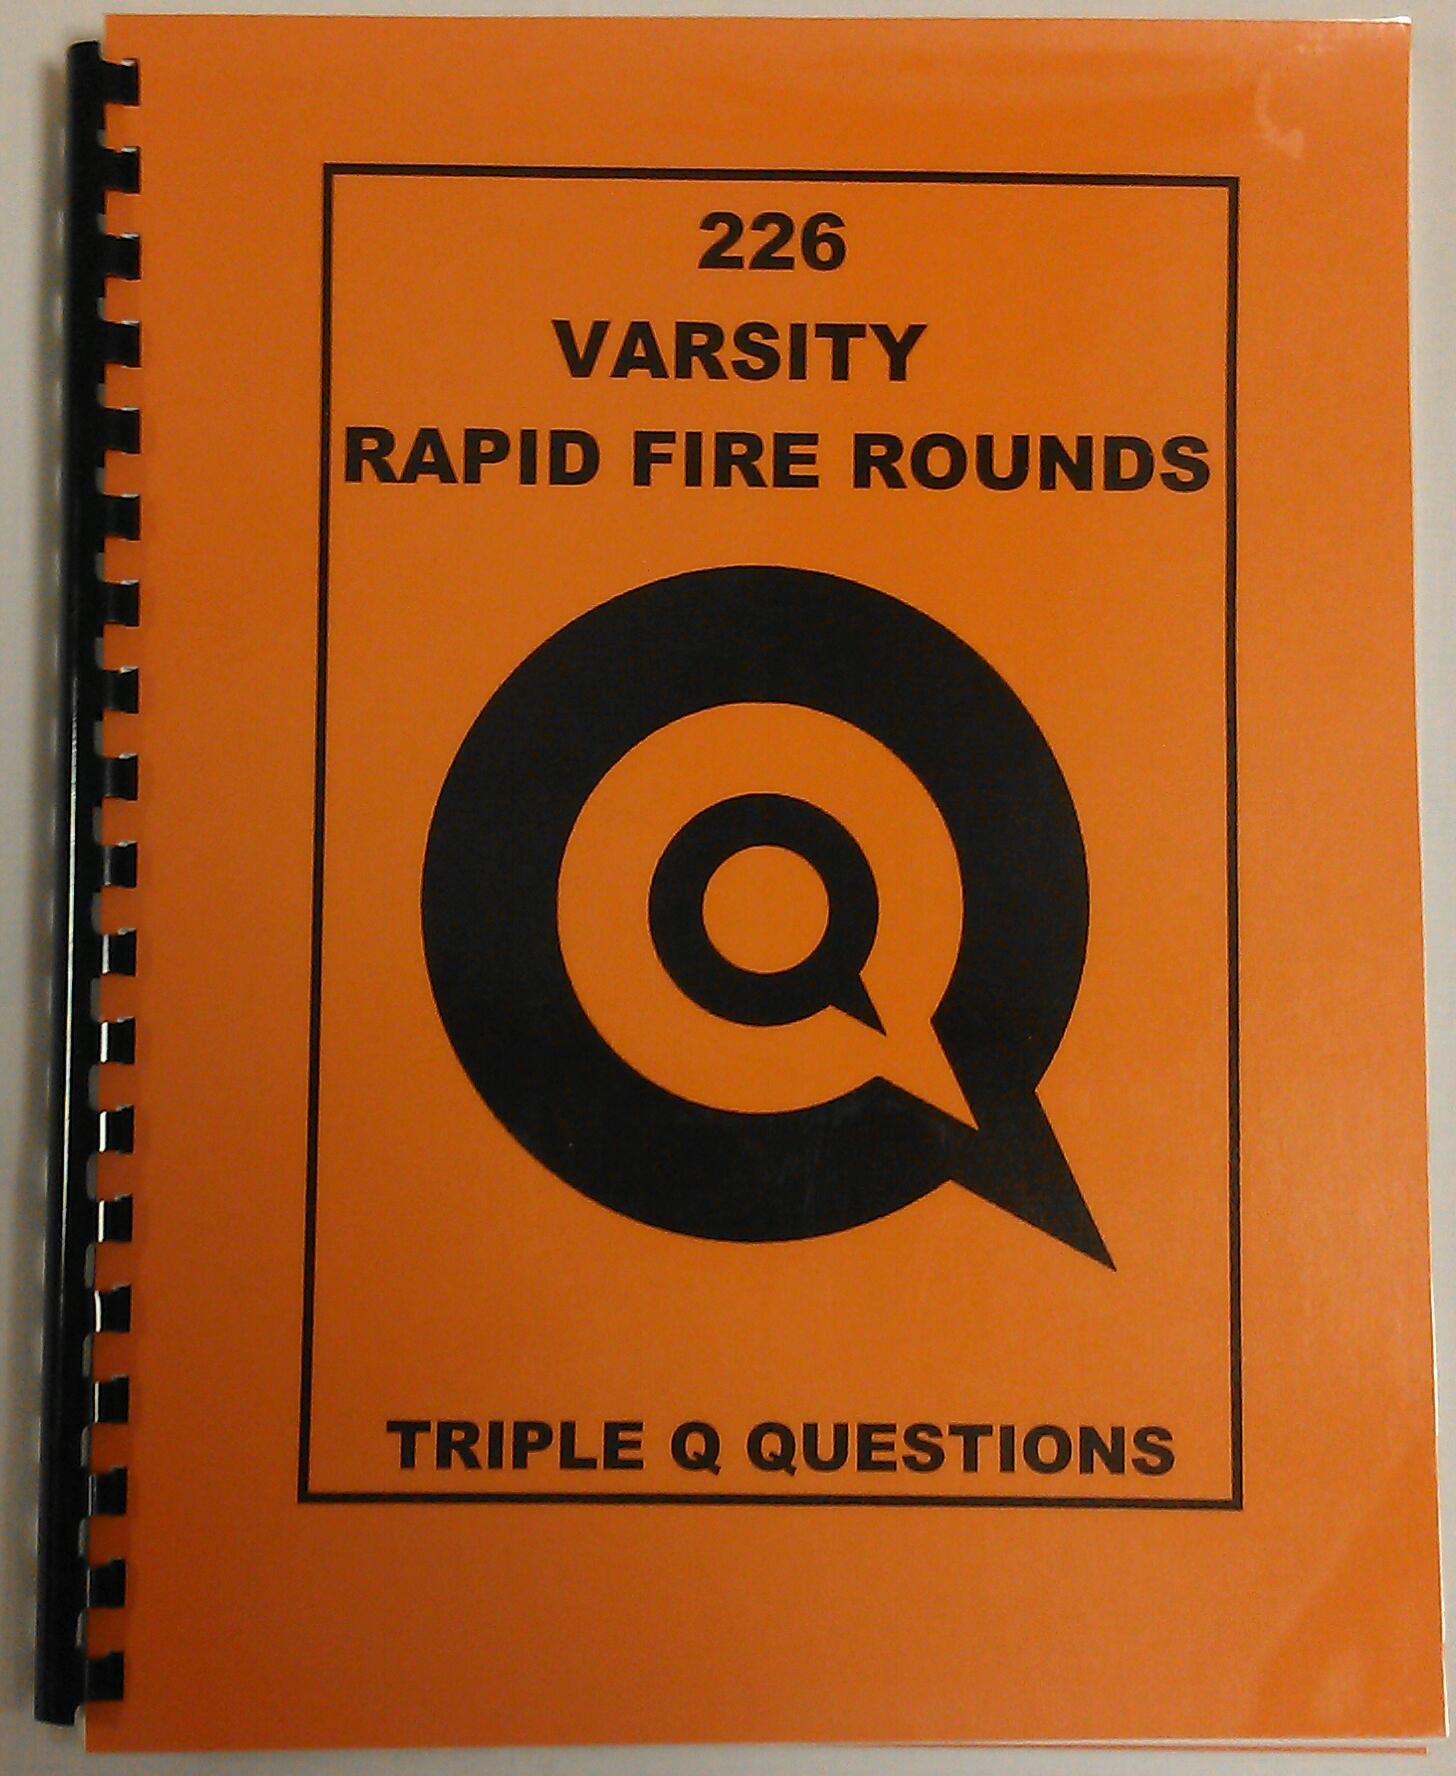 226
VARSITY
RAPID FIRE ROUNDS
TRIPLE Q QUESTIONS